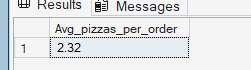 Results Messages
Avg_pizzas_per_order
1 2.32